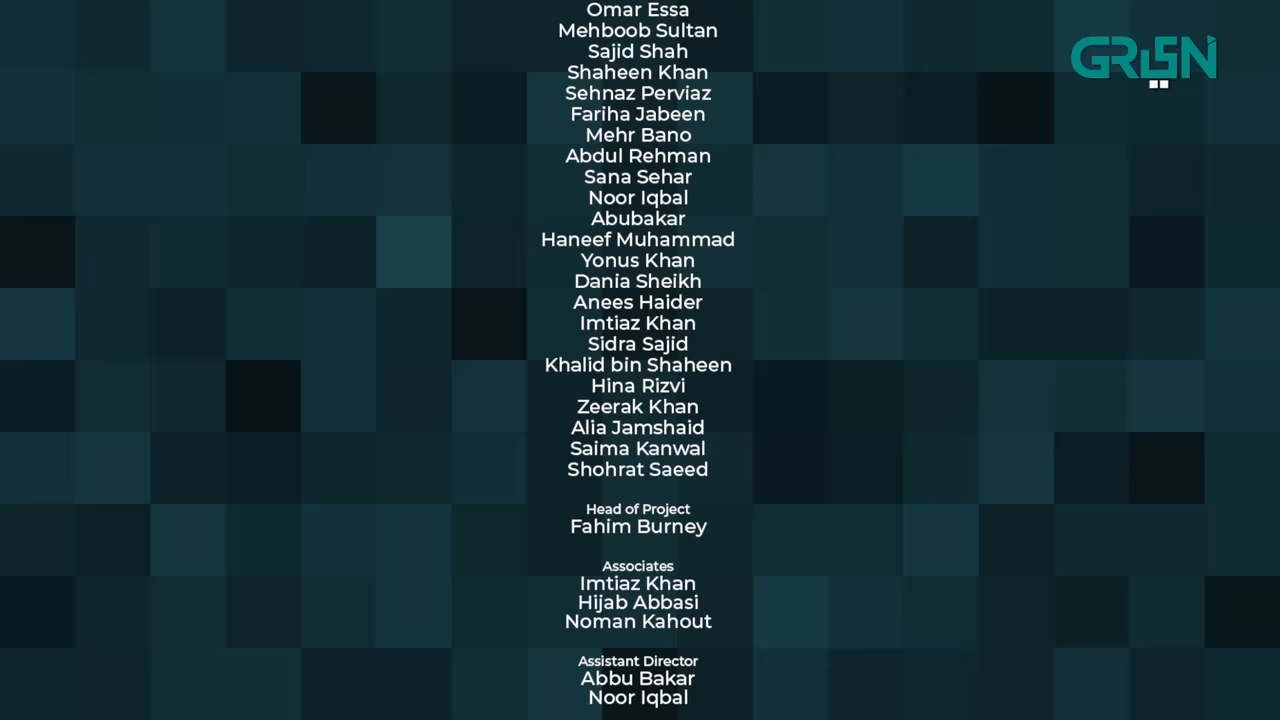 Omar Essa
Mehboob Sultan
Sajid Shah
Shaheen Khan
Sehnaz Perviaz
Fariha Jabeen
Mehr Bano
Abdul Rehman
Sana Sehar
Noor Iqbal
Abubakar
Haneef Muhammad
Yonus Khan
Dania Sheikh
Anees Haider
Imtiaz Khan
Sidra Sajid
Khalid bin Shaheen
Hina Rizvi
Zeerak Khan
Alia Jamshaid
Saima Kanwal
Shohrat Saeed
Head of Project
Fahim Burney
Associates
Imtiaz Khan
Hijab Abbasi
Noman Kahout
Assistant Director
Abbu Bakar
Noor Iqbal
GREEN